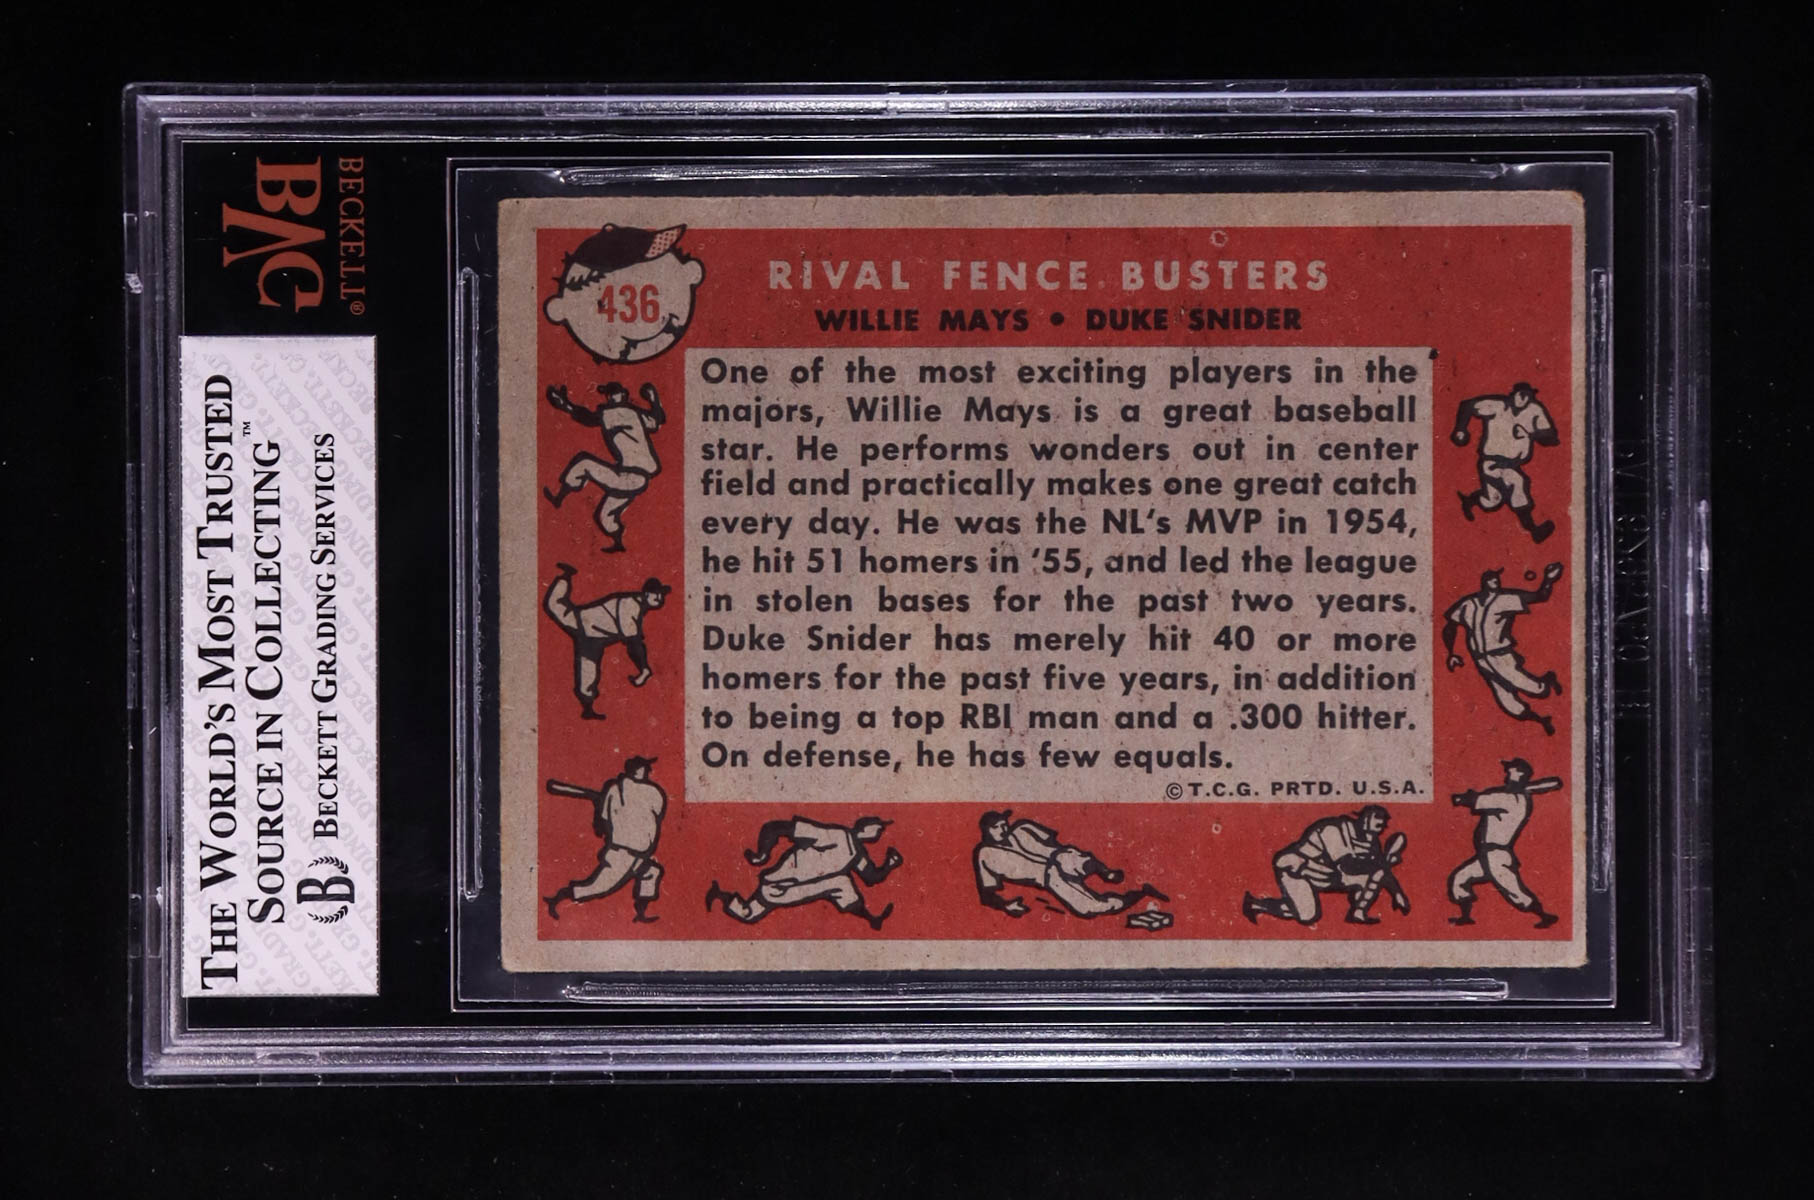 BECKETT®
BVG
THE WORLD'S MOST TRUSTED
SOURCE IN COLLECTING™
B BECKETT GRADING SERVICES
436
RIVAL FENCE BUSTERS
WILLIE MAYS • DUKE SNIDER
One of the most exciting players in the
majors, Willie Mays is a great baseball
star. He performs wonders out in center
field and practically makes one great catch
every day. He was the NL's MVP in 1954,
he hit 51 homers in '55, and led the league
in stolen bases for the past two years.
Duke Snider has merely hit 40 or more
homers for the past five years, in addition
to being a top RBI man and a .300 hitter.
On defense, he has few equals.
© T.C.G. PRTD. U.S.A.